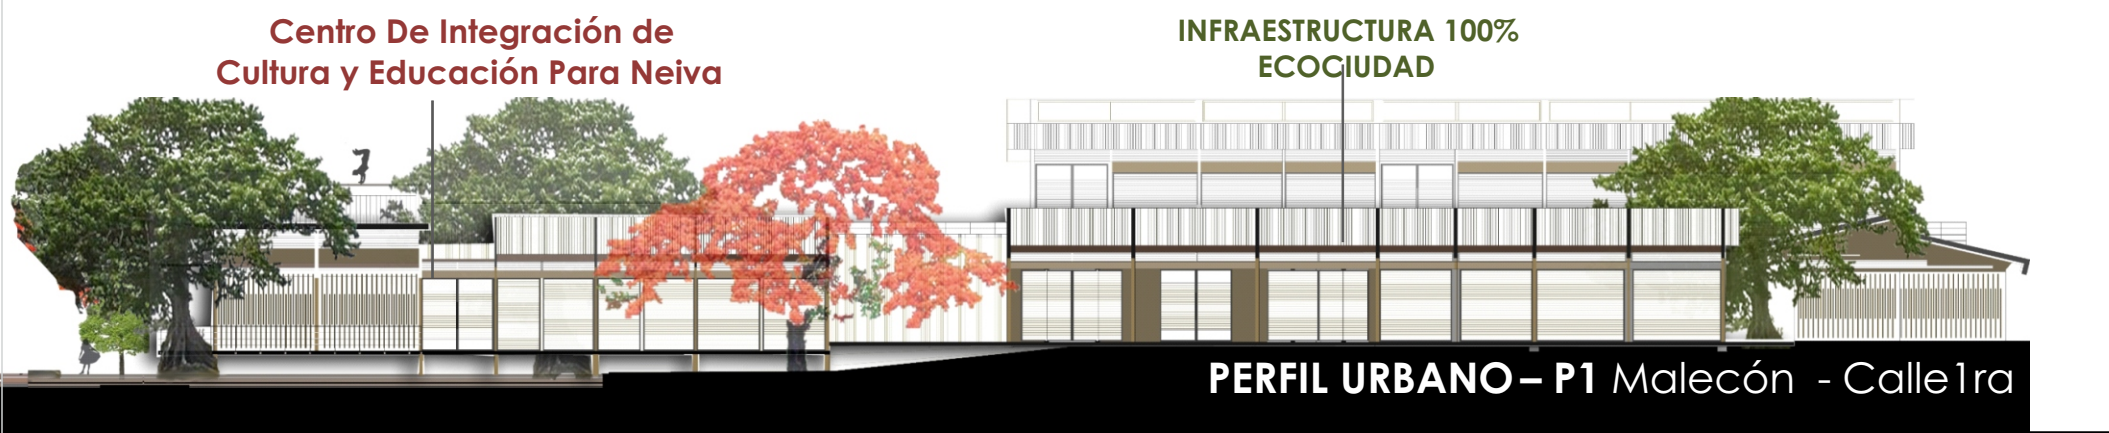 Centro De Integración de
Cultura y Educación Para Neiva
INFRAESTRUCTURA 100%
ECOCIUDAD
PERFIL URBANO – P1 Malecón - Calle1ra